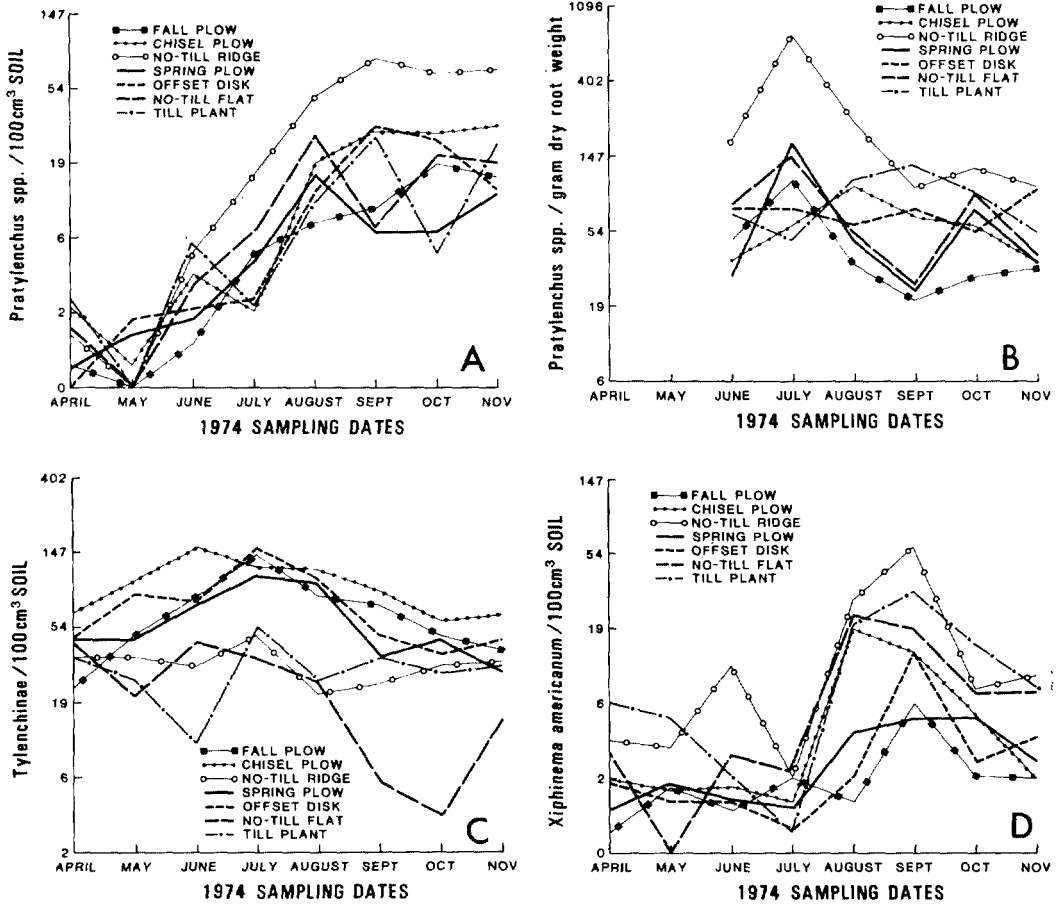 147
54
19
6
2
0
Pratylenchus spp. /100cm³ SOIL
FALL PLOW
CHISEL PLOW
NO-TILL RIDGE
SPRING PLOW
OFFSET DISK
NO-TILL FLAT
TILL PLANT
A
APRIL MAY JUNE JULY AUGUST SEPT OCT NOV
1974 SAMPLING DATES
1096
402
147
54
19
6
Pratylenchus spp. / gram dry root weight
FALL PLOW
CHISEL PLOW
NO-TILL RIDGE
SPRING PLOW
OFFSET DISK
NO-TILL FLAT
TILL PLANT
B
APRIL MAY JUNE JULY AUGUST SEPT OCT NOV
1974 SAMPLING DATES
402
147
54
19
6
2
Tylenchinae/100cm³ SOIL
FALL PLOW
CHISEL PLOW
NO-TILL RIDGE
SPRING PLOW
OFFSET DISK
NO-TILL FLAT
TILL PLANT
C
APRIL MAY JUNE JULY AUGUST SEPT OCT NOV
1974 SAMPLING DATES
147
54
19
6
2
0
Xiphinema americanum/100cm³ SOIL
FALL PLOW
CHISEL PLOW
NO-TILL RIDGE
SPRING PLOW
OFFSET DISK
NO-TILL FLAT
TILL PLANT
D
APRIL MAY JUNE JULY AUGUST SEPT OCT NOV
1974 SAMPLING DATES